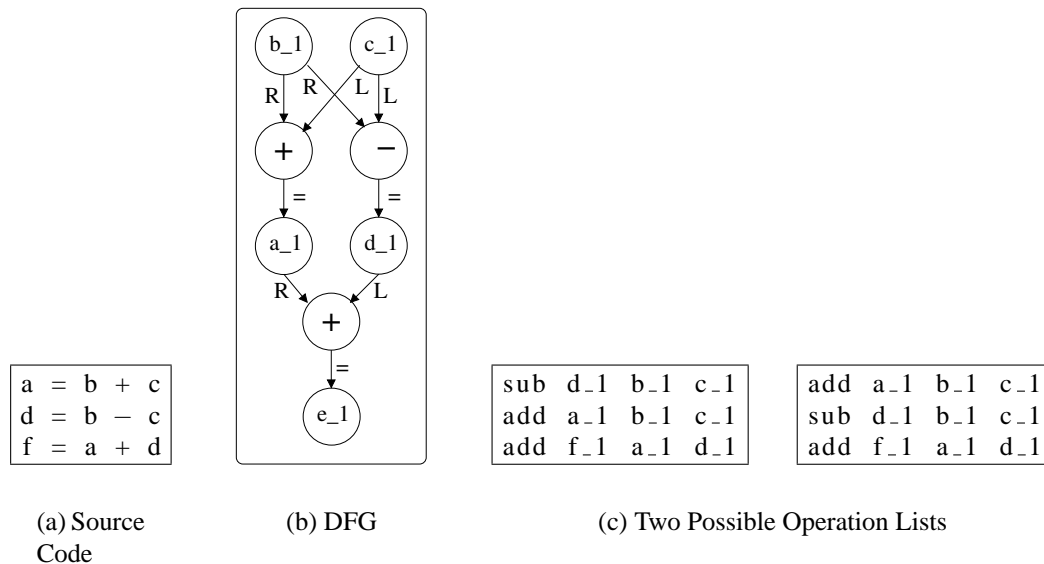 b_1 c_1
R R L L
+ −
= =
a_1 d_1
R L
+
=
e_1
a = b + c
d = b − c
f = a + d
sub d_1 b_1 c_1
add a_1 b_1 c_1
add f_1 a_1 d_1
add a_1 b_1 c_1
sub d_1 b_1 c_1
add f_1 a_1 d_1
(a) Source
Code
(b) DFG
(c) Two Possible Operation Lists